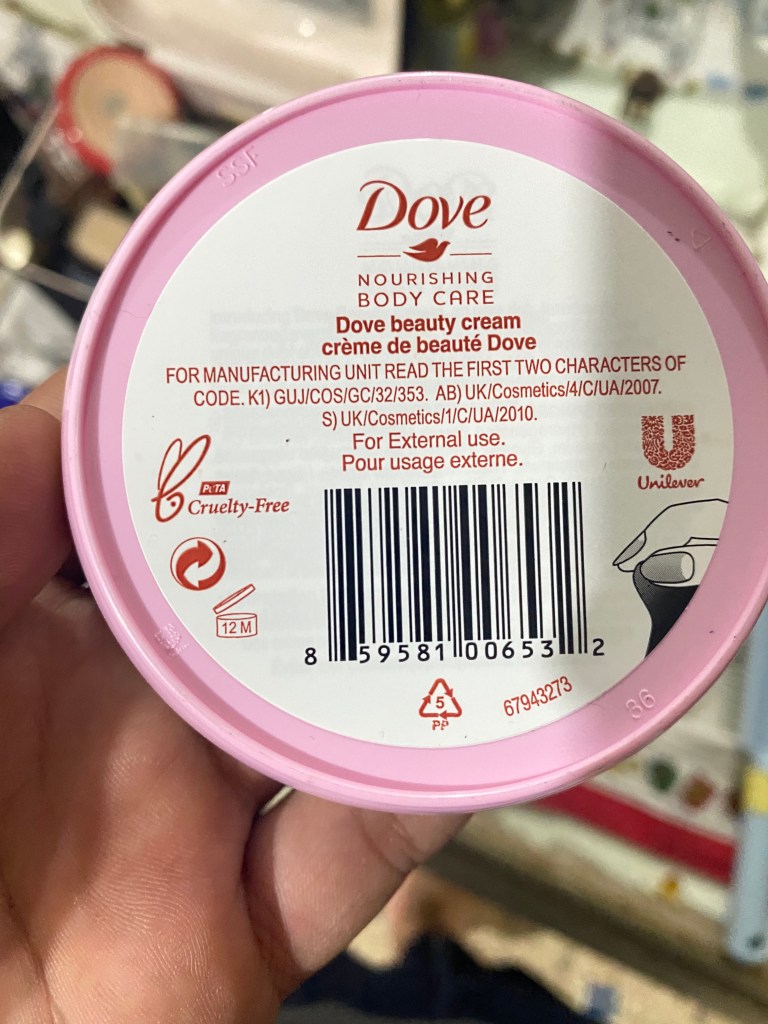 SSF
Dove
NOURISHING
BODY CARE
Dove beauty cream
crème de beauté Dove
FOR MANUFACTURING UNIT READ THE FIRST TWO CHARACTERS OF
CODE. K1) GUJ/COS/GC/32/353. AB) UK/Cosmetics/4/C/UA/2007.
S) UK/Cosmetics/1/C/UA/2010.
For External use.
Pour usage externe.
PeTA
Cruelty-Free
Unilever
12 M
8 59581 00653 2
5
PP
67943273
36